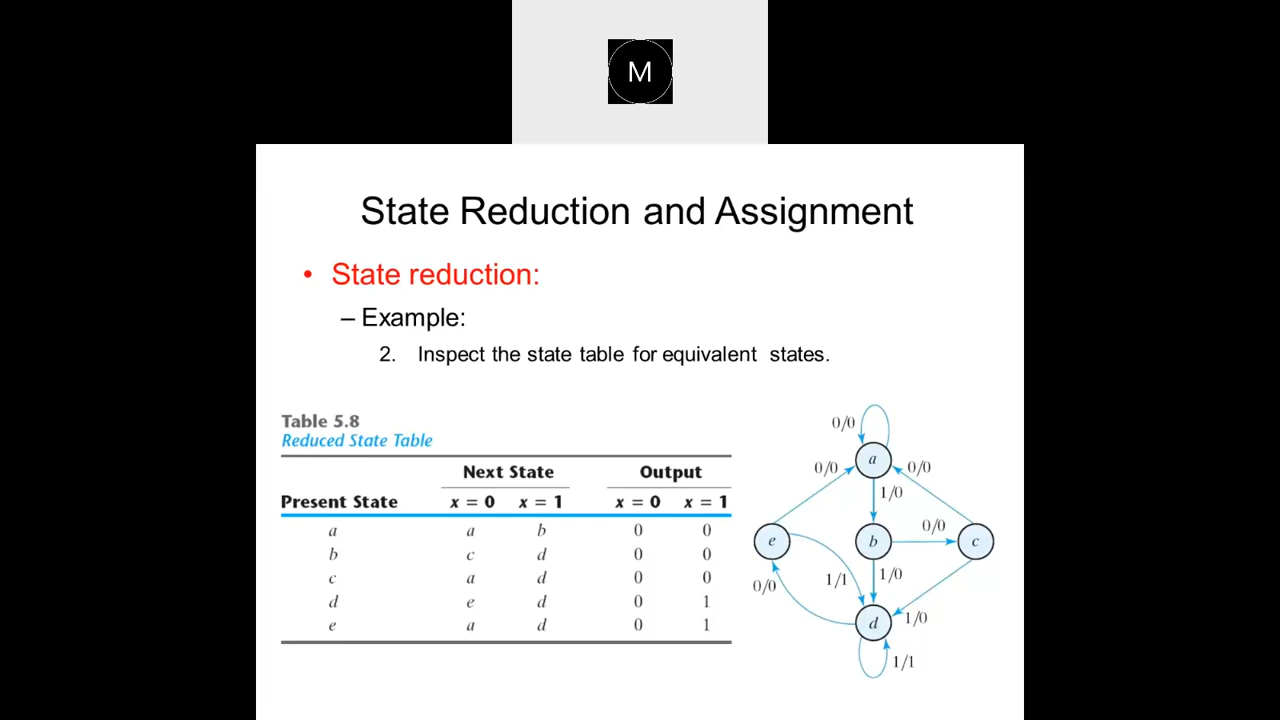 M
State Reduction and Assignment
• State reduction:
– Example:
2. Inspect the state table for equivalent states.
Table 5.8
Reduced State Table
Next State Output
Present State x = 0 x = 1 x = 0 x = 1
a a b 0 0
b c d 0 0
c a d 0 0
d e d 0 1
e a d 0 1
0/0
a
0/0 0/0
1/0
0/0
e b c
1/1 1/0
0/0
d 1/0
1/1